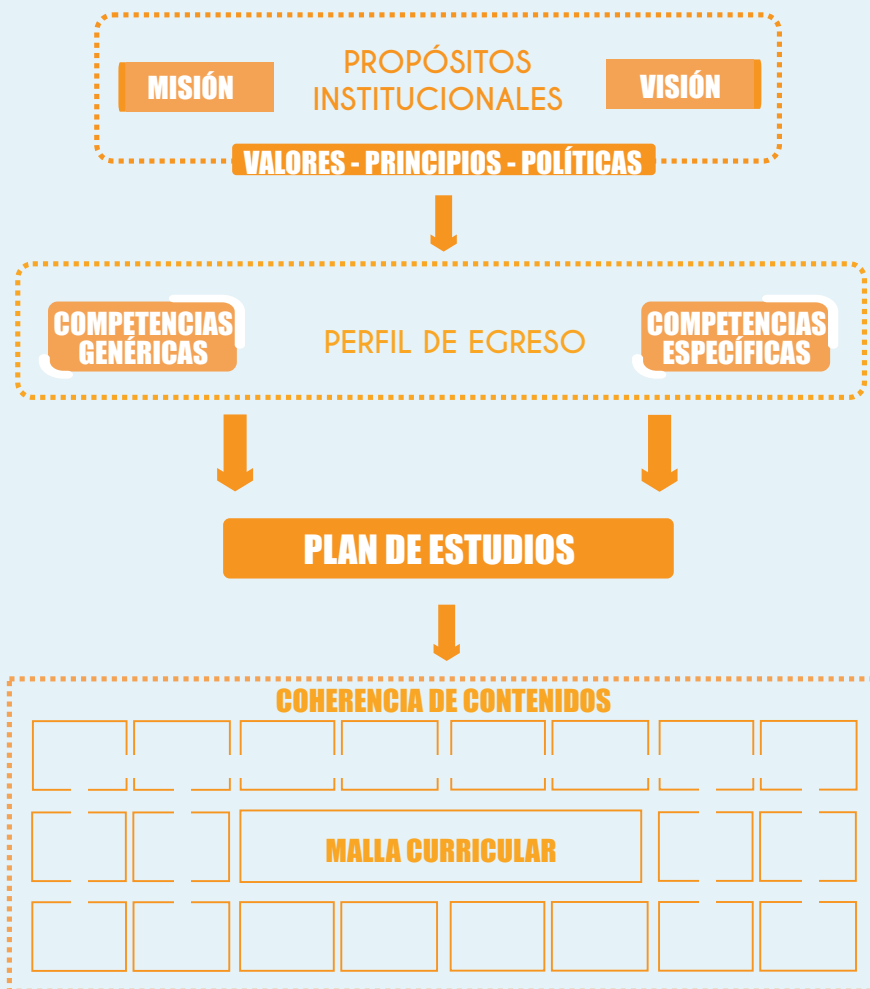 PROPÓSITOS
INSTITUCIONALES
MISIÓN
VISIÓN
VALORES - PRINCIPIOS - POLÍTICAS
COMPETENCIAS
GENÉRICAS
PERFIL DE EGRESO
COMPETENCIAS
ESPECÍFICAS
PLAN DE ESTUDIOS
COHERENCIA DE CONTENIDOS
MALLA CURRICULAR